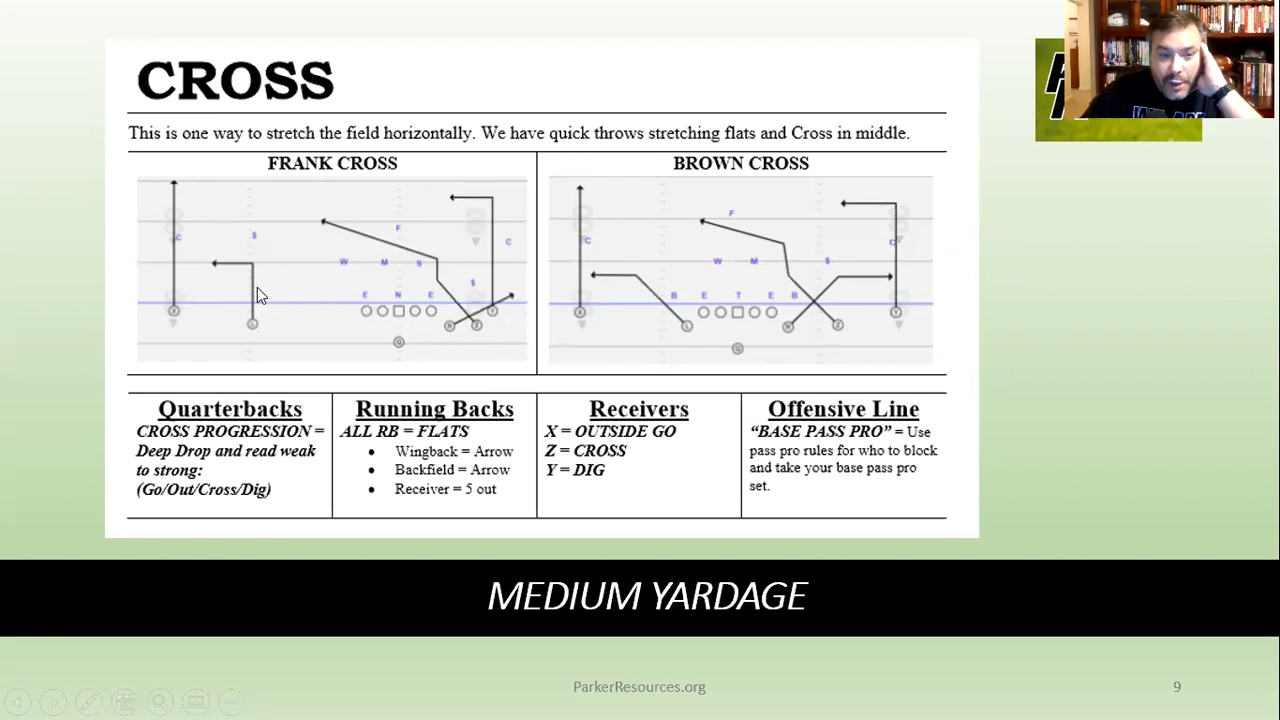 CROSS
This is one way to stretch the field horizontally. We have quick throws stretching flats and Cross in middle.
FRANK CROSS
BROWN CROSS
C
$
F
C
W
M
S
$
E
N
E
X
L
H
Z
Y
Q
F
C
C
W
M
$
B
E
T
E
B
X
L
H
Z
Y
Q
Quarterbacks
CROSS PROGRESSION =
Deep Drop and read weak
to strong:
(Go/Out/Cross/Dig)
Running Backs
ALL RB = FLATS
• Wingback = Arrow
• Backfield = Arrow
• Receiver = 5 out
Receivers
X = OUTSIDE GO
Z = CROSS
Y = DIG
Offensive Line
“BASE PASS PRO” = Use
pass pro rules for who to block
and take your base pass pro
set.
MEDIUM YARDAGE
ParkerResources.org
9